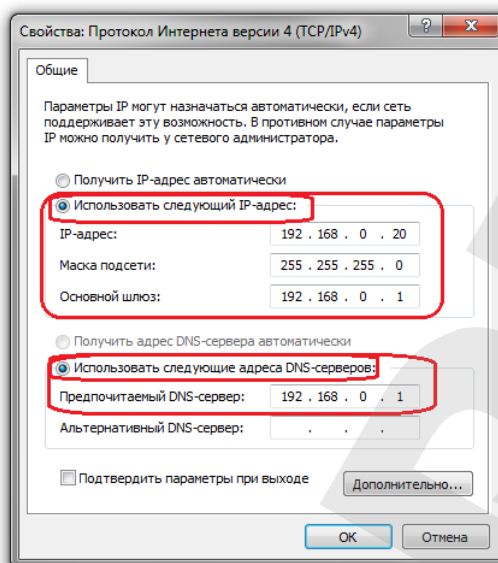 Свойства: Протокол Интернета версии 4 (TCP/IPv4)
Общие
Параметры IP могут назначаться автоматически, если сеть
поддерживает эту возможность. В противном случае параметры
IP можно получить у сетевого администратора.
Получить IP-адрес автоматически
Использовать следующий IP-адрес:
IP-адрес: 192 . 168 . 0 . 20
Маска подсети: 255 . 255 . 255 . 0
Основной шлюз: 192 . 168 . 0 . 1
Получить адрес DNS-сервера автоматически
Использовать следующие адреса DNS-серверов:
Предпочитаемый DNS-сервер: 192 . 168 . 0 . 1
Альтернативный DNS-сервер: . . .
Подтвердить параметры при выходе
Дополнительно...
OK Отмена